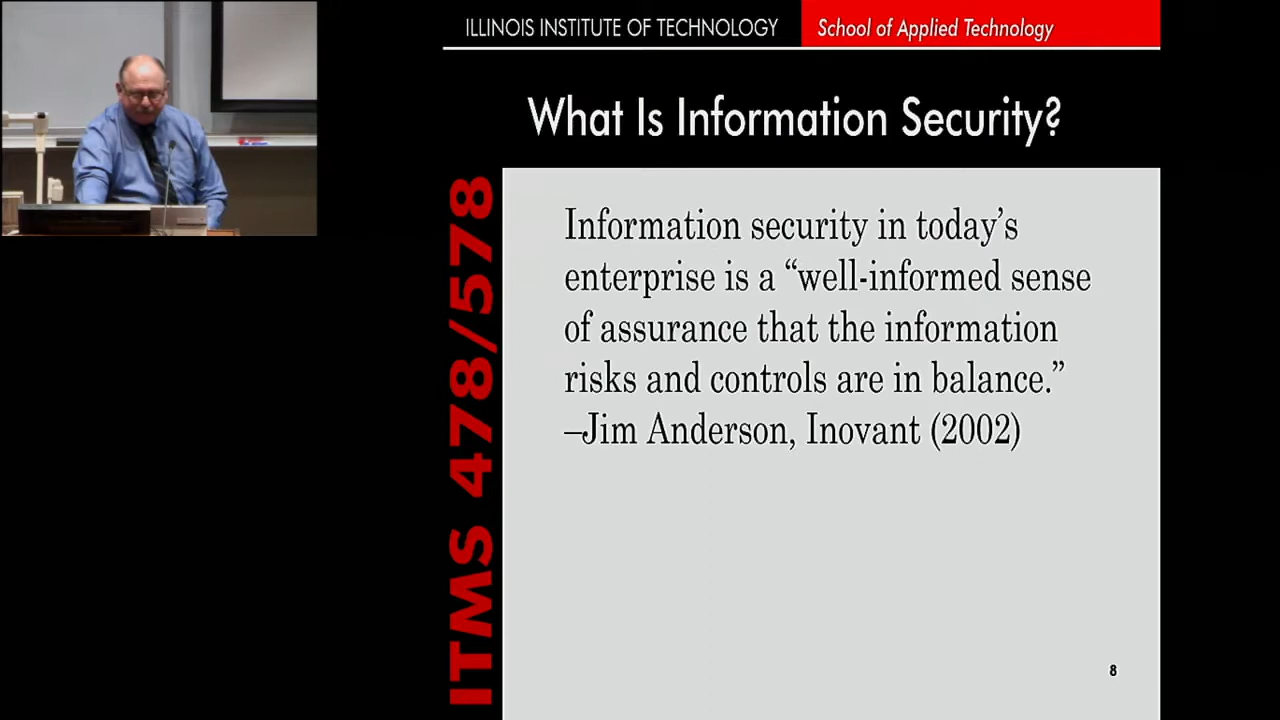 ILLINOIS INSTITUTE OF TECHNOLOGY School of Applied Technology
What Is Information Security?
ITMS 478/578
Information security in today’s
enterprise is a “well-informed sense
of assurance that the information
risks and controls are in balance.”
–Jim Anderson, Inovant (2002)
8